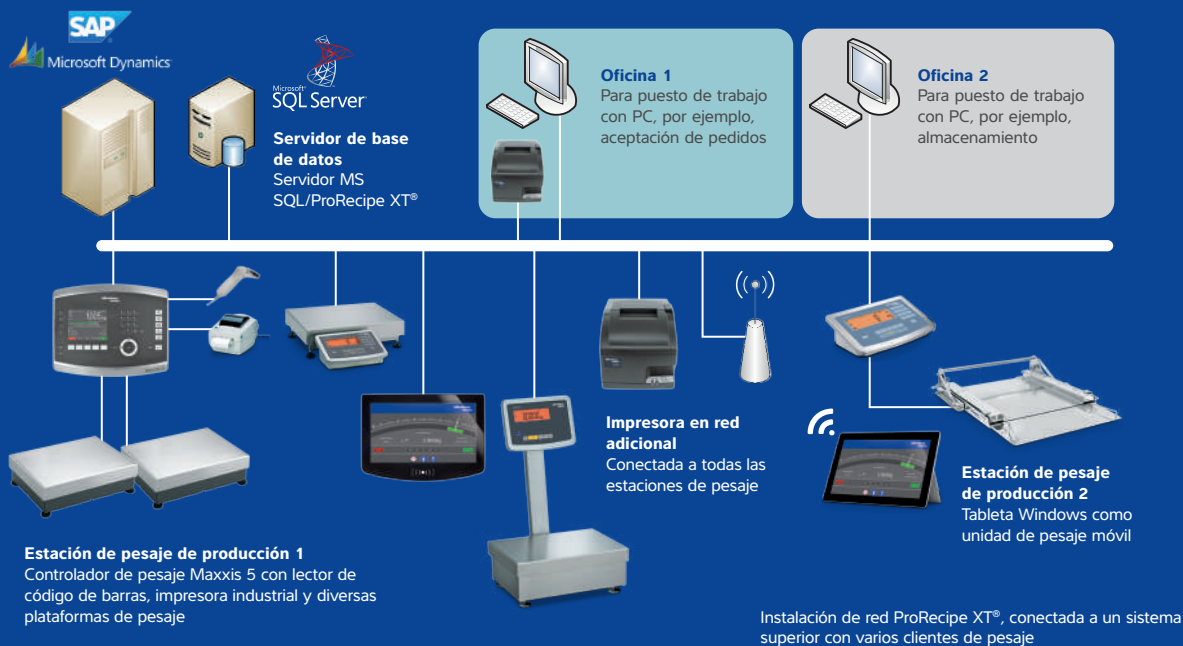 SAP
Microsoft Dynamics
Microsoft®
SQL Server
Servidor de base
de datos
Servidor MS
SQL/ProRecipe XT®
Oficina 1
Para puesto de trabajo
con PC, por ejemplo,
aceptación de pedidos
Oficina 2
Para puesto de trabajo
con PC, por ejemplo,
almacenamiento
Impresora en red
adicional
Conectada a todas las
estaciones de pesaje
Estación de pesaje
de producción 2
Tableta Windows como
unidad de pesaje móvil
Estación de pesaje de producción 1
Controlador de pesaje Maxxis 5 con lector de
código de barras, impresora industrial y diversas
plataformas de pesaje
Instalación de red ProRecipe XT®, conectada a un sistema
superior con varios clientes de pesaje